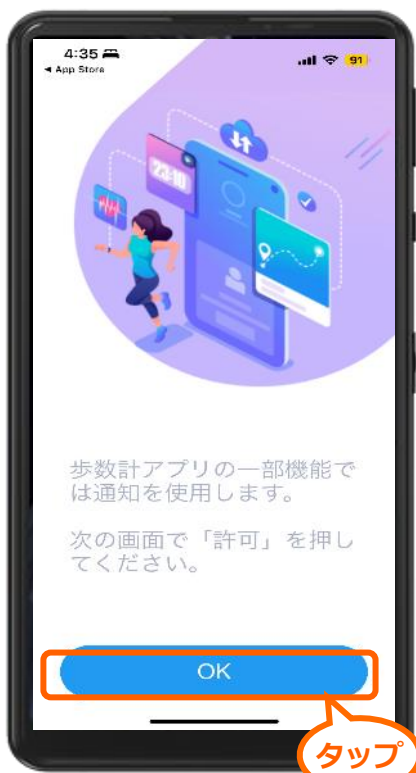 4:35
91
◀ App Store
23:10
歩数計アプリの一部機能で
は通知を使用します。
次の画面で「許可」を押し
てください。
OK
タップ